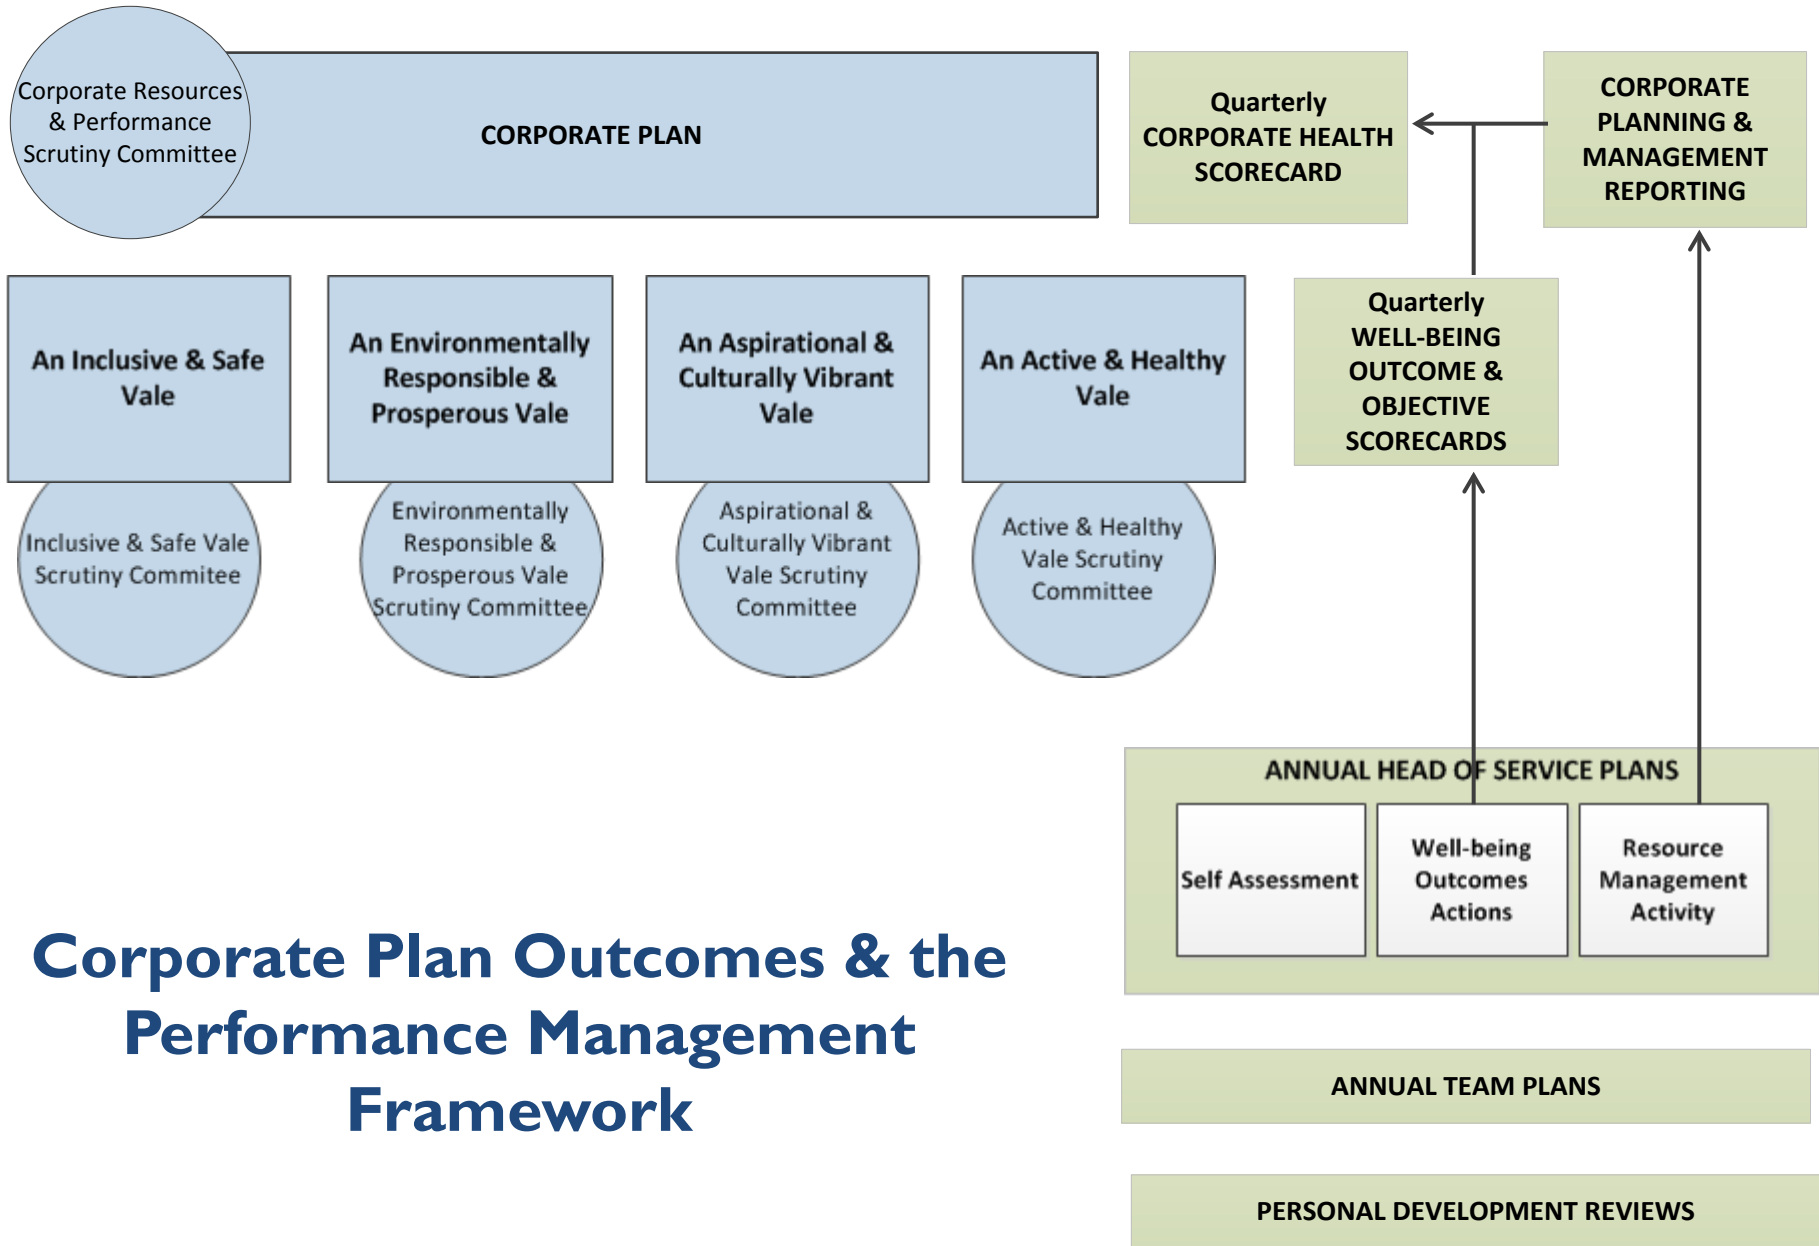 Corporate Resources
& Performance
Scrutiny Committee
CORPORATE PLAN
Quarterly
CORPORATE HEALTH
SCORECARD
CORPORATE
PLANNING &
MANAGEMENT
REPORTING
An Inclusive & Safe
Vale
An Environmentally
Responsible &
Prosperous Vale
An Aspirational &
Culturally Vibrant
Vale
An Active & Healthy
Vale
Quarterly
WELL-BEING
OUTCOME &
OBJECTIVE
SCORECARDS
Inclusive & Safe Vale
Scrutiny Commitee
Environmentally
Responsible &
Prosperous Vale
Scrutiny Committee
Aspirational &
Culturally Vibrant
Vale Scrutiny
Committee
Active & Healthy
Vale Scrutiny
Committee
ANNUAL HEAD OF SERVICE PLANS
Self Assessment
Well-being
Outcomes
Actions
Resource
Management
Activity
Corporate Plan Outcomes & the
Performance Management
Framework
ANNUAL TEAM PLANS
PERSONAL DEVELOPMENT REVIEWS